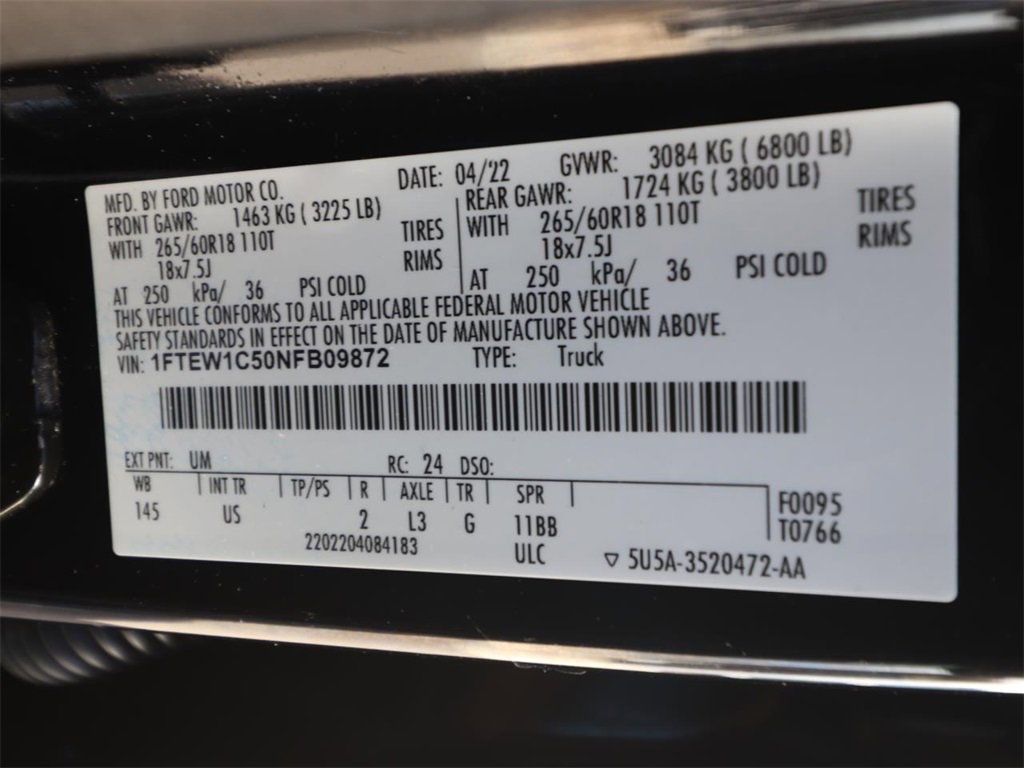 MFD. BY FORD MOTOR CO. DATE: 04/22 GVWR: 3084 KG ( 6800 LB)
FRONT GAWR: 1463 KG ( 3225 LB) REAR GAWR: 1724 KG ( 3800 LB)
WITH 265/60R18 110T TIRES WITH 265/60R18 110T TIRES
18x7.5J RIMS 18x7.5J RIMS
AT 250 kPa/ 36 PSI COLD AT 250 kPa/ 36 PSI COLD
THIS VEHICLE CONFORMS TO ALL APPLICABLE FEDERAL MOTOR VEHICLE
SAFETY STANDARDS IN EFFECT ON THE DATE OF MANUFACTURE SHOWN ABOVE.
VIN: 1FTEW1C50NFB09872 TYPE: Truck
EXT PNT: UM RC: 24 DSO:
WB INT TR TP/PS R AXLE TR SPR F0095
145 US 2 L3 G 11BB T0766
2202204084183 ULC ▽ 5U5A-3520472-AA